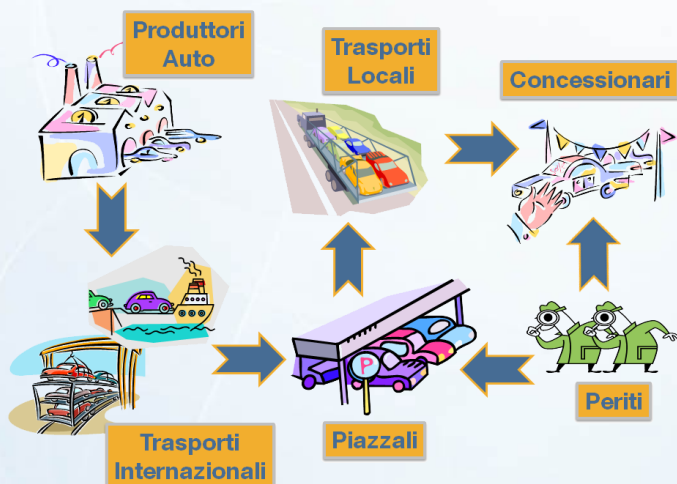 Produttori
Auto
Trasporti
Locali
Concessionari
P
Periti
Piazzali
Trasporti
Internazionali